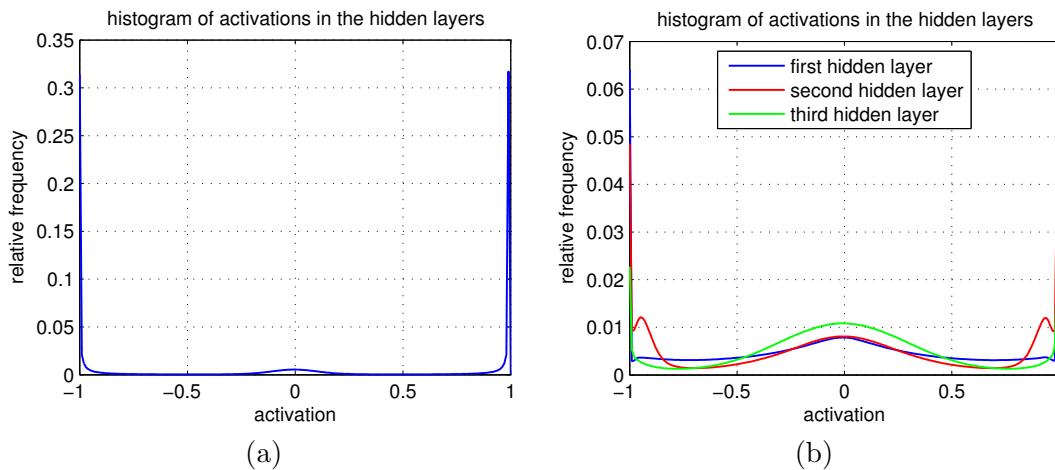 histogram of activations in the hidden layers
0.35
0.3
0.25
0.2
0.15
0.1
0.05
0
−1
−0.5
0
0.5
1
relative frequency
activation
(a)
histogram of activations in the hidden layers
0.07
0.06
0.05
0.04
0.03
0.02
0.01
0
−1
−0.5
0
0.5
relative frequency
first hidden layer
second hidden layer
third hidden layer
activation
(b)